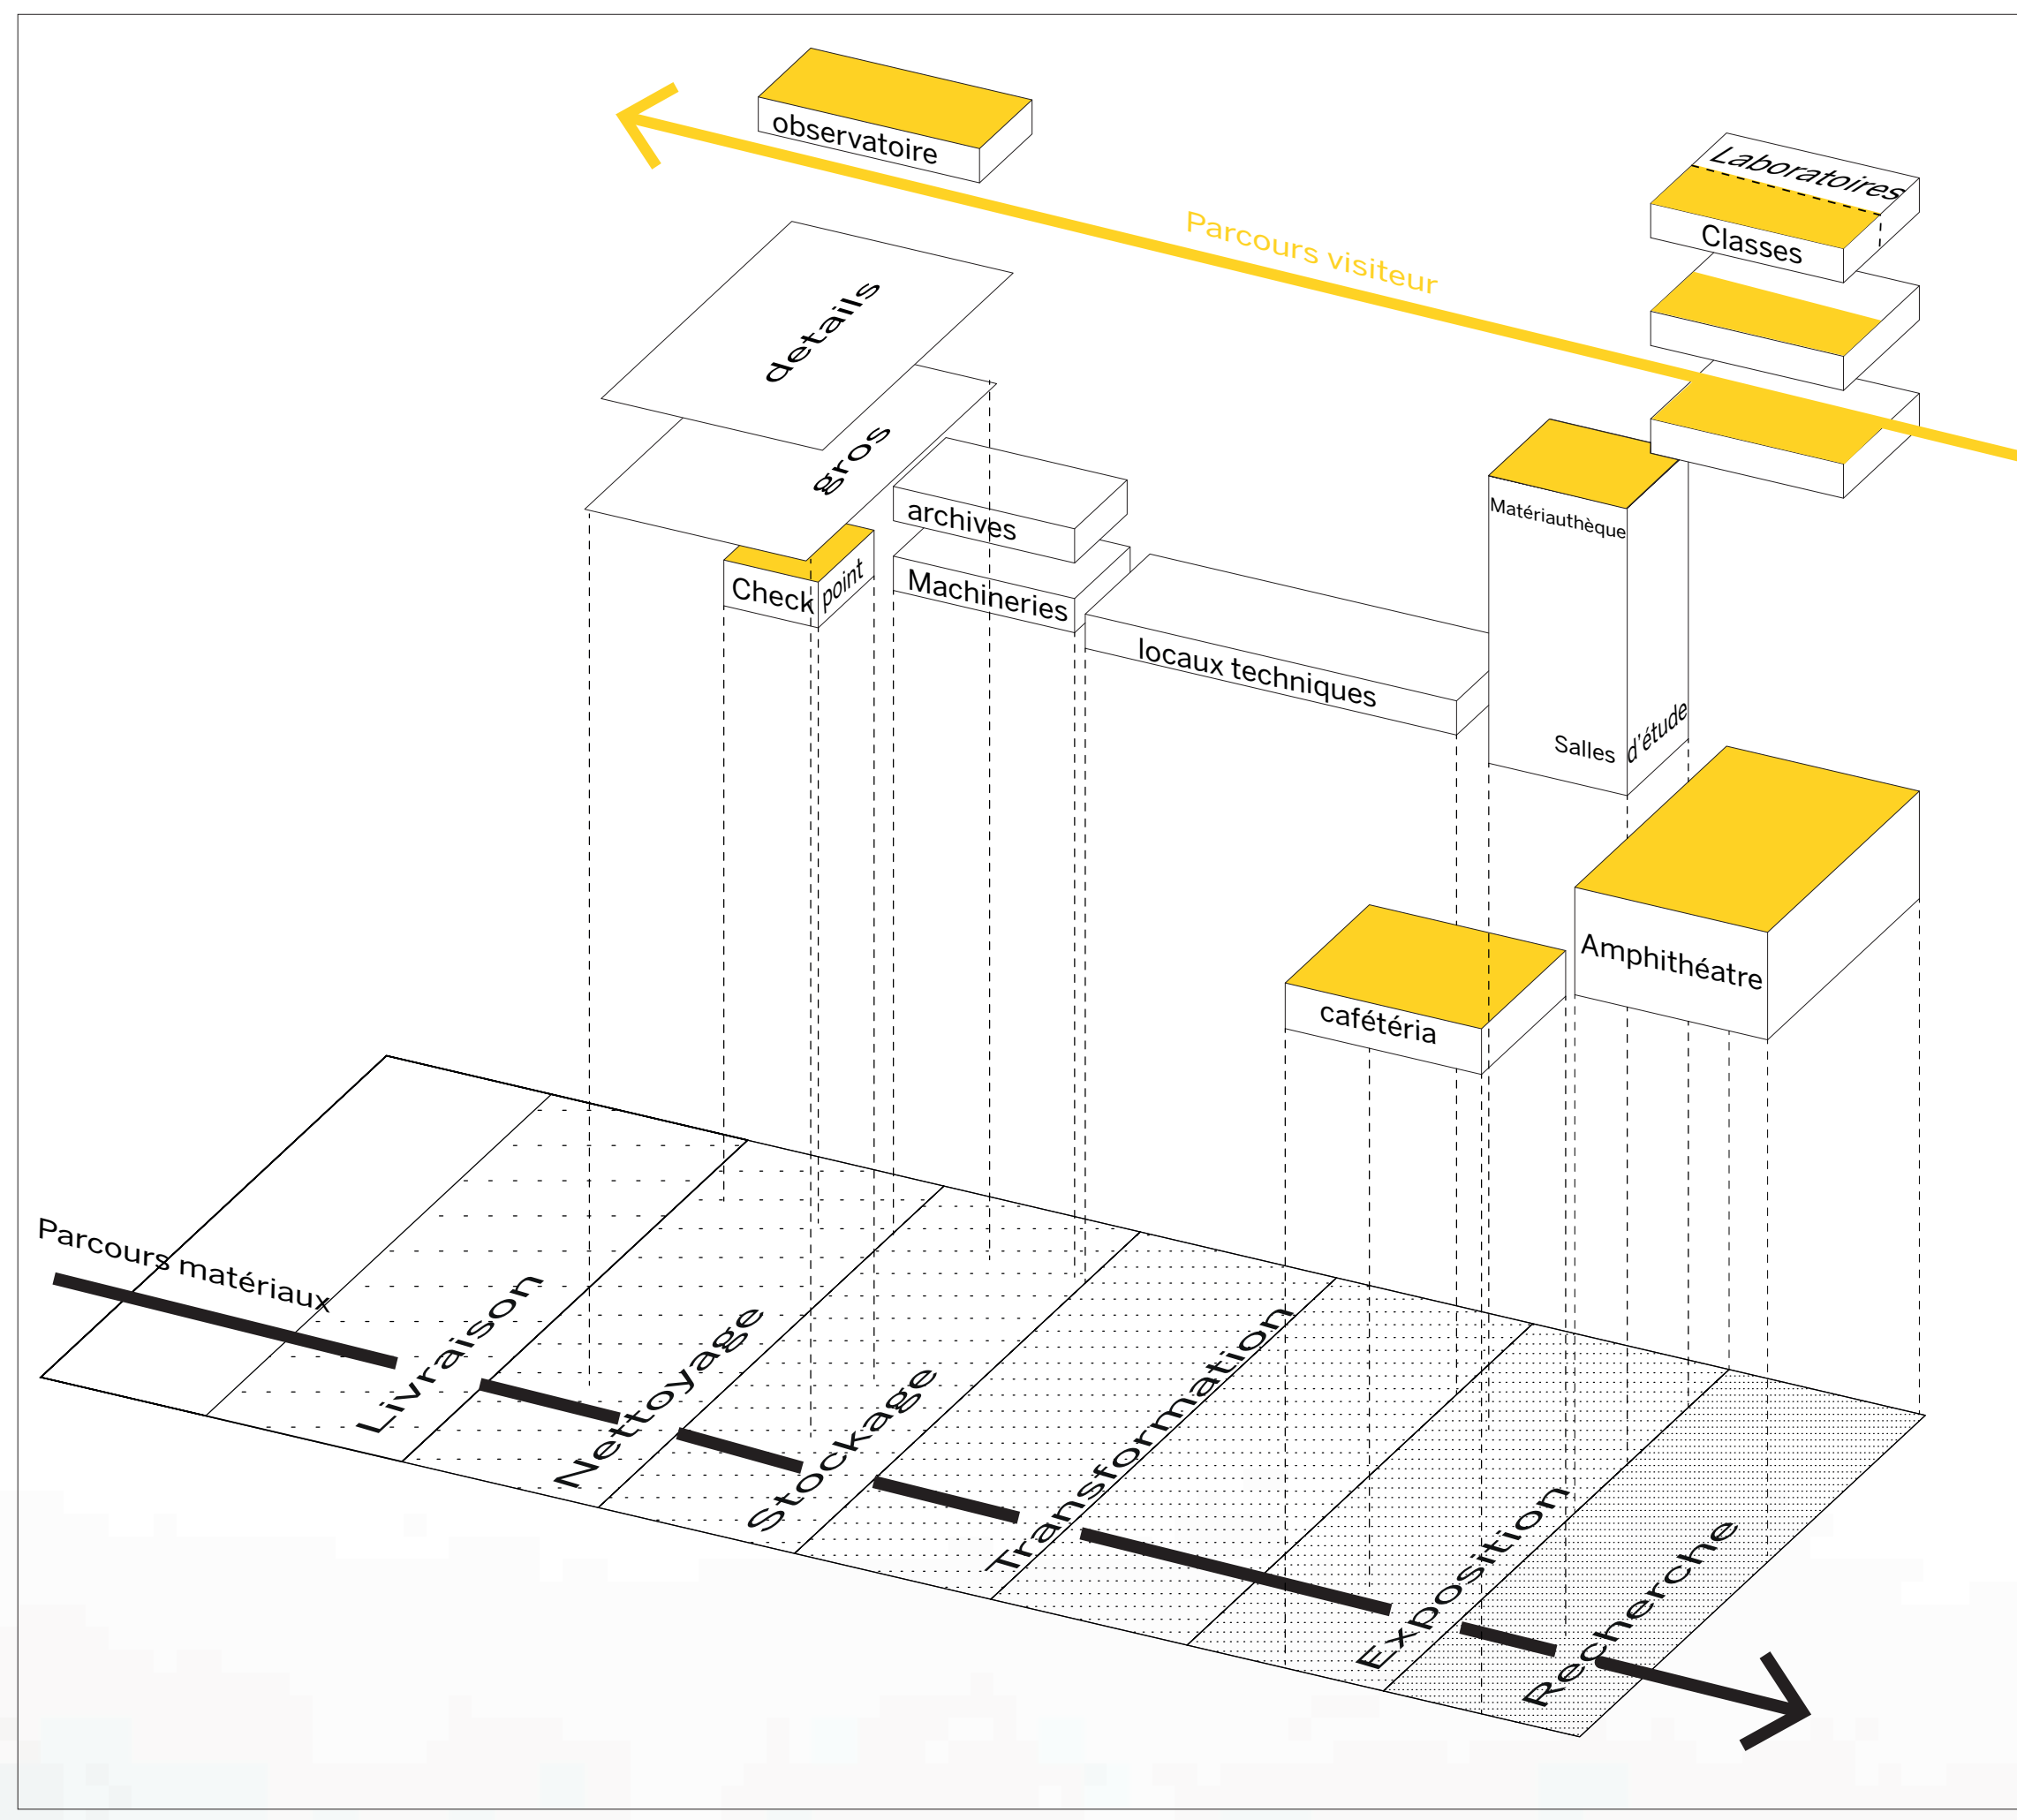 observatoire
Laboratoires
Classes
Parcours visiteur
details
gros
archives
Check point
Machineries
locaux techniques
Matériauthèque
Salles d'étude
Amphithéatre
cafétéria
Parcours matériaux
Livraison
Nettoyage
Stockage
Transformation
Exposition
Recherche